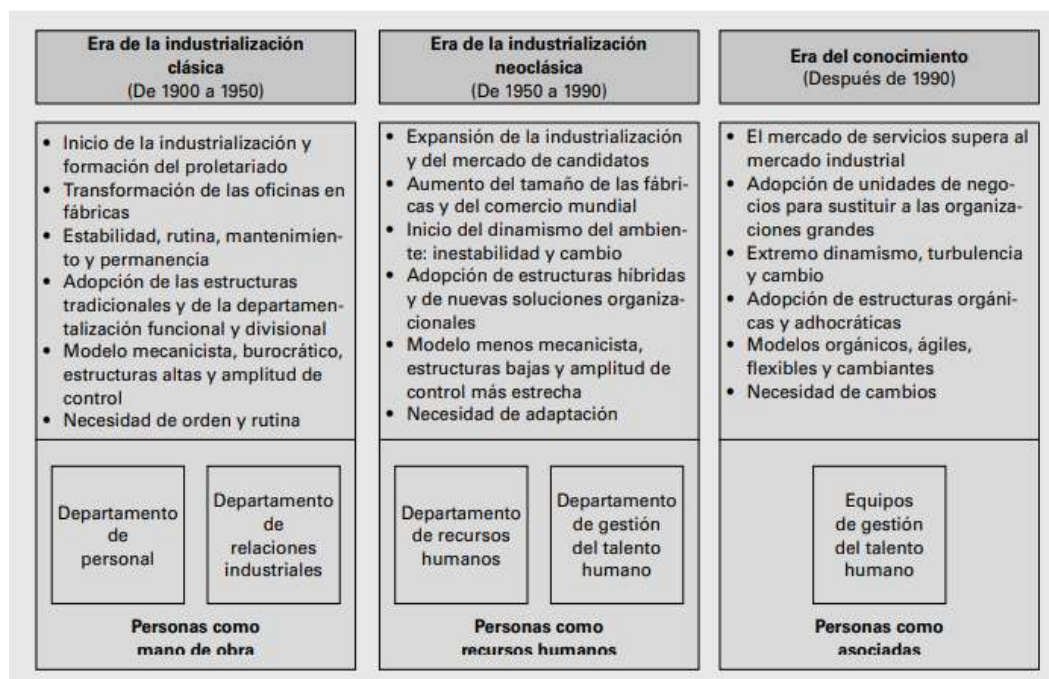 Era de la industrialización
clásica
(De 1900 a 1950)
• Inicio de la industrialización y
formación del proletariado
• Transformación de las oficinas en
fábricas
• Estabilidad, rutina, mantenimien-
to y permanencia
• Adopción de las estructuras
tradicionales y de la departamen-
talización funcional y divisional
• Modelo mecanicista, burocrático,
estructuras altas y amplitud de
control
• Necesidad de orden y rutina
Departamento
de
personal
Departamento
de
relaciones
industriales
Personas como
mano de obra
Era de la industrialización
neoclásica
(De 1950 a 1990)
• Expansión de la industrialización
y del mercado de candidatos
• Aumento del tamaño de las fábri-
cas y del comercio mundial
• Inicio del dinamismo del ambien-
te: inestabilidad y cambio
• Adopción de estructuras híbridas
y de nuevas soluciones organiza-
cionales
• Modelo menos mecanicista,
estructuras bajas y amplitud de
control más estrecha
• Necesidad de adaptación
Departamento
de recursos
humanos
Departamento
de gestión
del talento
humano
Personas como
recursos humanos
Era del conocimiento
(Después de 1990)
• El mercado de servicios supera al
mercado industrial
• Adopción de unidades de nego-
cios para sustituir a las organiza-
ciones grandes
• Extremo dinamismo, turbulencia
y cambio
• Adopción de estructuras orgáni-
cas y adhocráticas
• Modelos orgánicos, ágiles,
flexibles y cambiantes
• Necesidad de cambios
Equipos
de gestión
del talento
humano
Personas como
asociadas